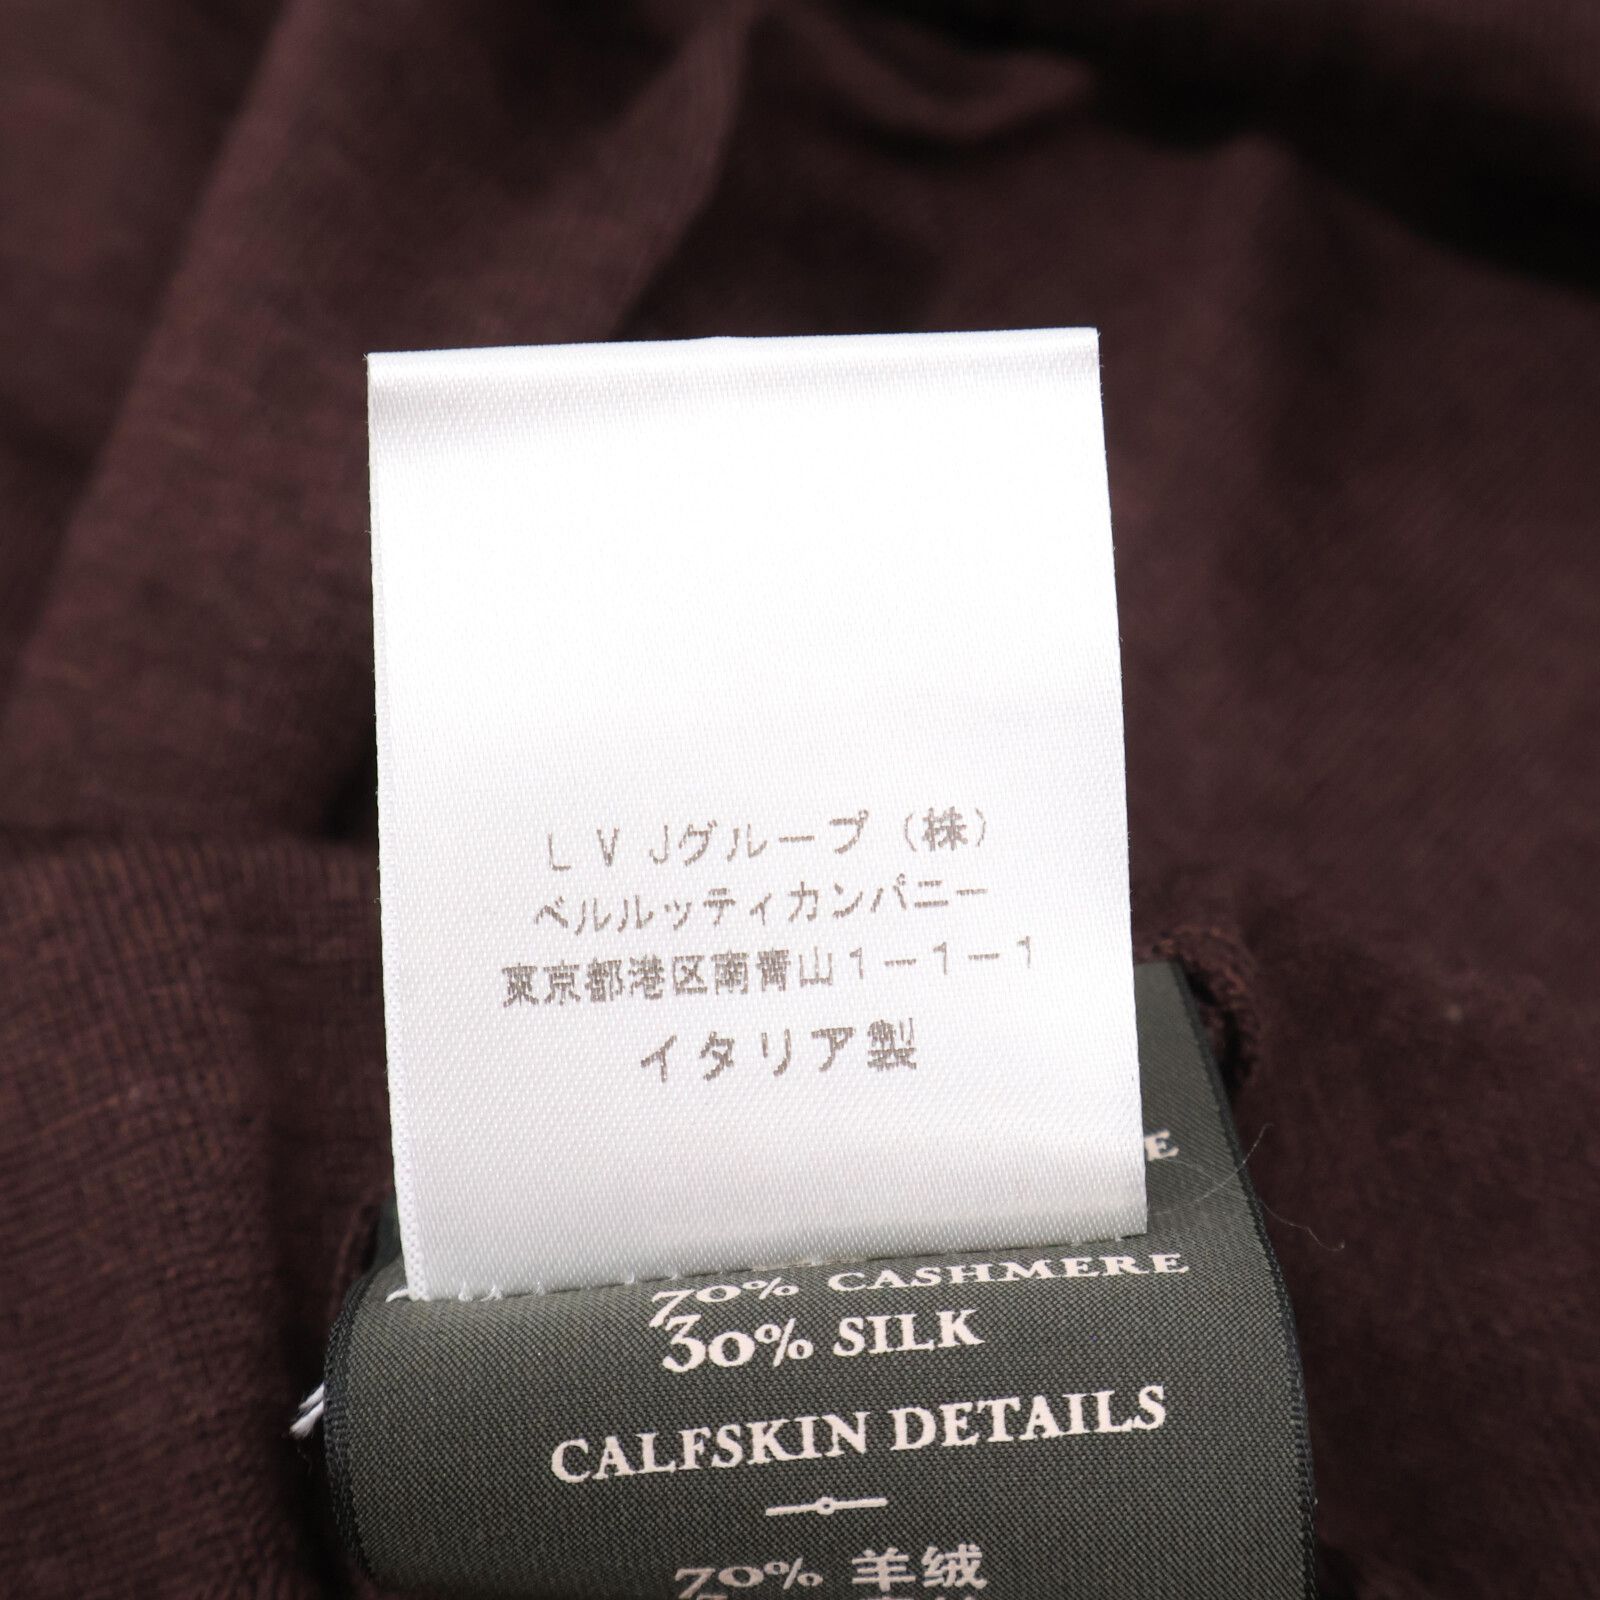 LVJグループ（株）
ベルルッティカンパニー
東京都港区南青山1－1－1
イタリア製
70% CASHMERE
30% SILK
CALFSKIN DETAILS
70% 羊绒